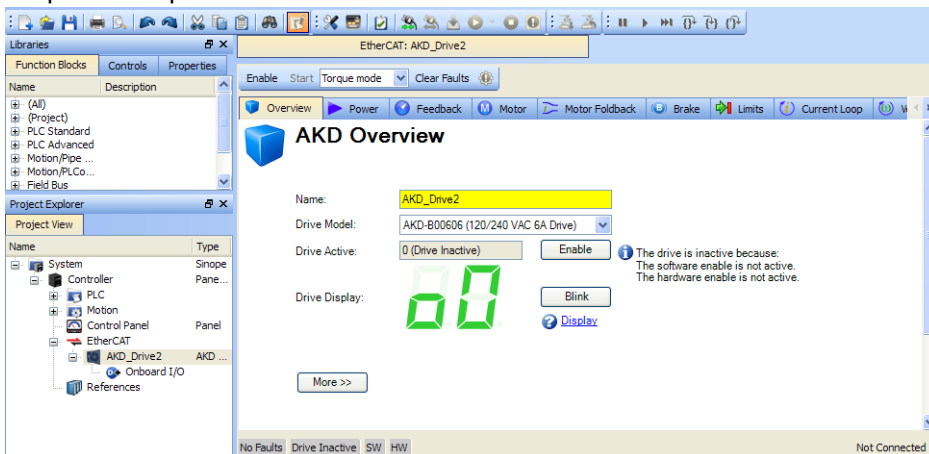 Libraries
Function Blocks Controls Properties
Name Description
(All)
(Project)
PLC Standard
PLC Advanced
Motion/Pipe ...
Motion/PLCo...
Field Bus
Project Explorer
Project View
Name Type
System Sinope
Controller Pane...
PLC
Motion
Control Panel Panel
EtherCAT
AKD_Drive2 AKD ...
Onboard I/O
References
EtherCAT: AKD_Drive2
Enable Start Torque mode Clear Faults
Overview Power Feedback Motor Motor Foldback Brake Limits Current Loop
AKD Overview
Name: AKD_Drive2
Drive Model: AKD-B00606 (120/240 VAC 6A Drive)
Drive Active: 0 (Drive Inactive) Enable The drive is inactive because:
The software enable is not active.
The hardware enable is not active.
Drive Display: o0 Blink
Display
More >>
No Faults Drive Inactive SW HW Not Connected